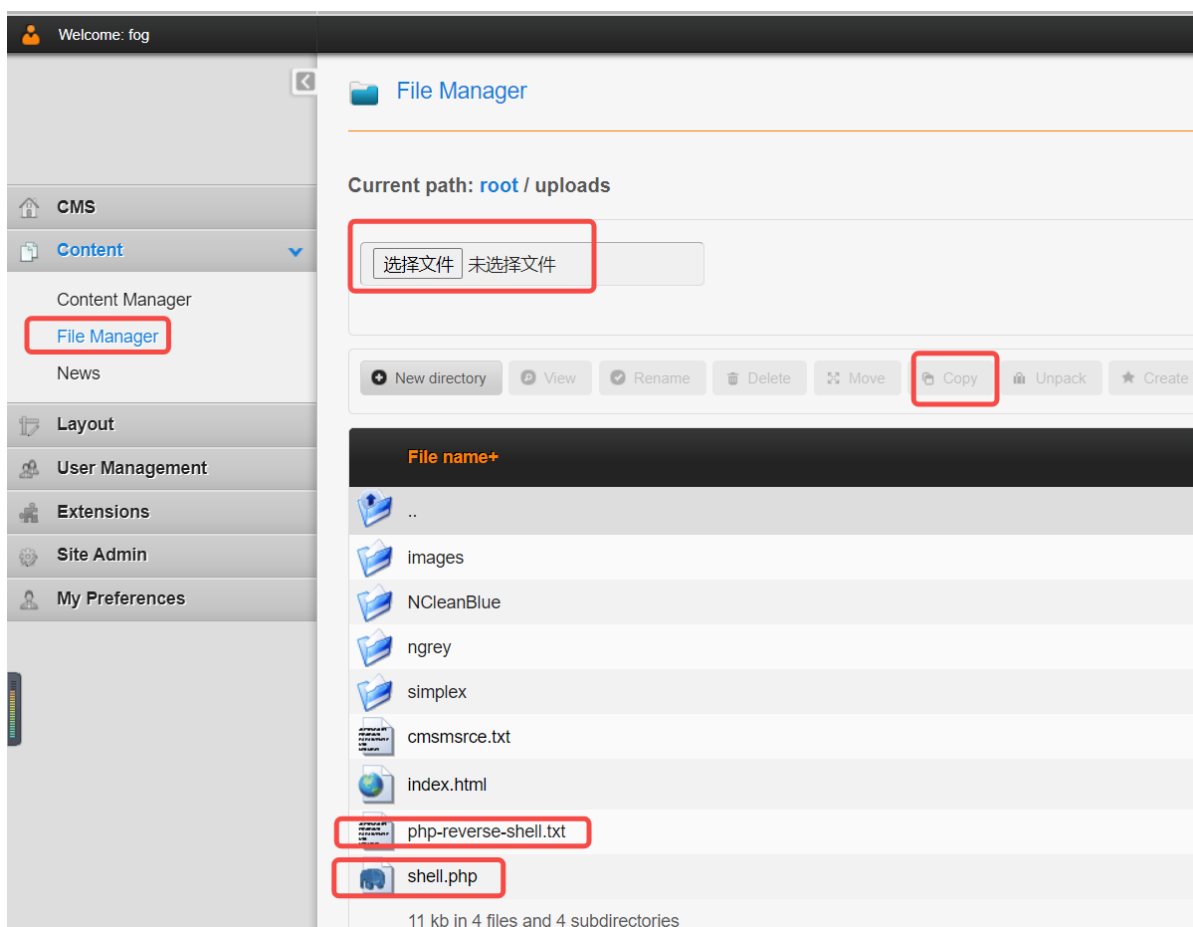 Welcome: fog
File Manager
Current path: root / uploads
CMS
Content
选择文件 未选择文件
Content Manager
File Manager
News
New directory View Rename Delete Move Copy Unpack Create
Layout
User Management
File name+
Extensions
..
Site Admin
images
My Preferences
NCleanBlue
ngrey
simplex
cmsmsrce.txt
index.html
php-reverse-shell.txt
shell.php
11 kb in 4 files and 4 subdirectories